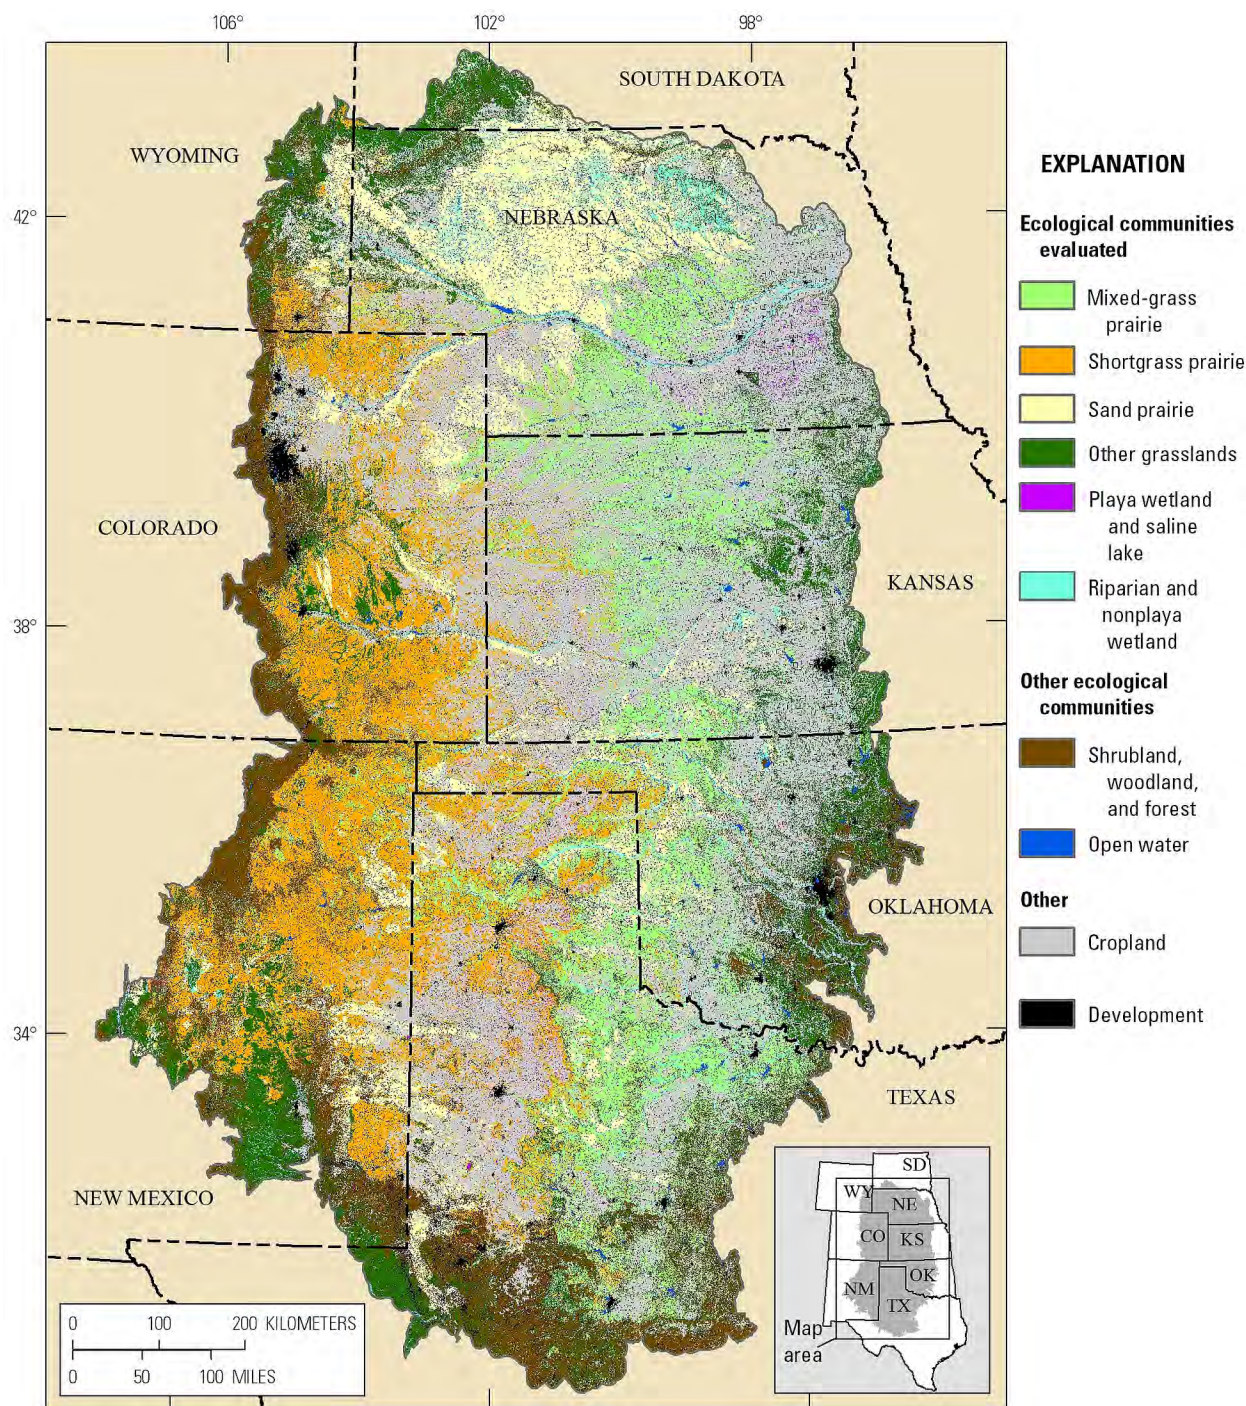 106°
102°
98°
SOUTH DAKOTA
WYOMING
42°
NEBRASKA
COLORADO
38°
KANSAS
OKLAHOMA
34°
TEXAS
NEW MEXICO
EXPLANATION
Ecological communities
evaluated
Mixed-grass
prairie
Shortgrass prairie
Sand prairie
Other grasslands
Playa wetland
and saline
lake
Riparian and
nonplaya
wetland
Other ecological
communities
Shrubland,
woodland,
and forest
Open water
Other
Cropland
Development
0 100 200 KILOMETERS
0 50 100 MILES
SD
WY
NE
CO
KS
OK
NM
TX
Map
area